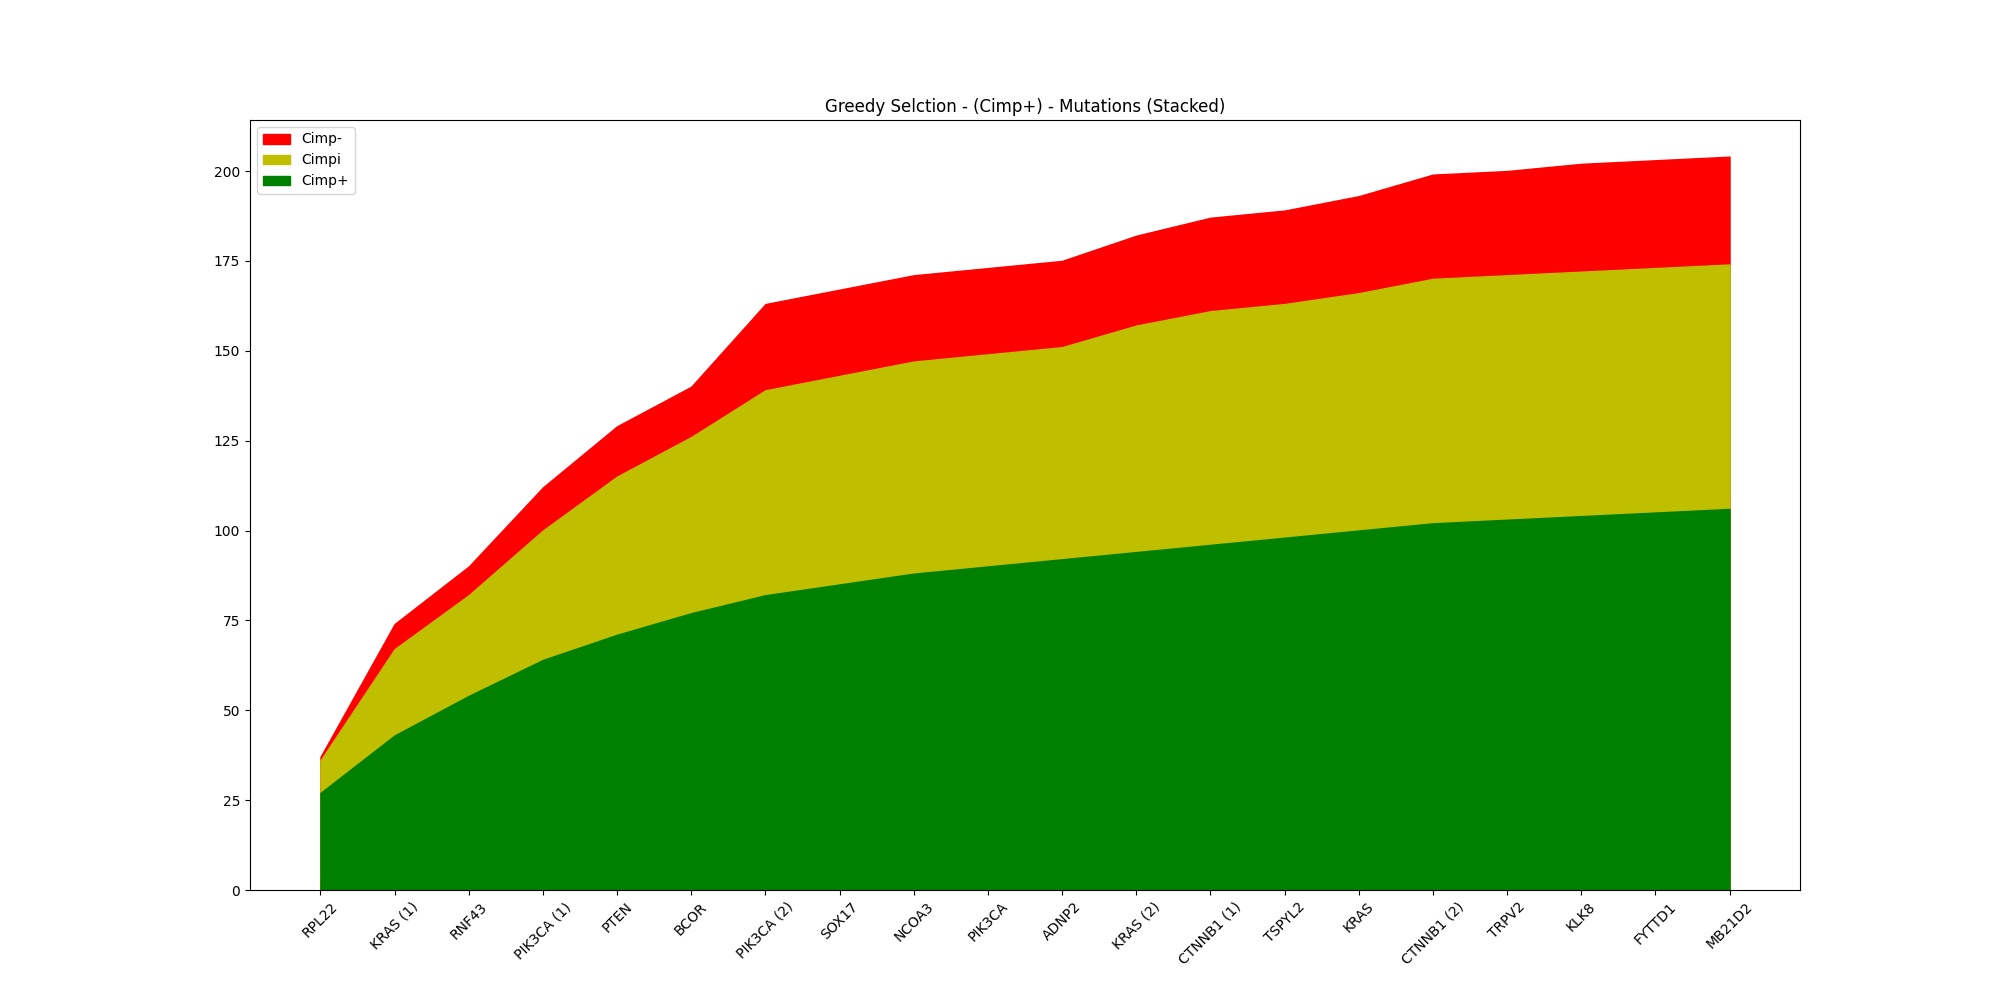 Greedy Selction - (Cimp+) - Mutations (Stacked)
Cimp-
Cimpi
Cimp+
200
175
150
125
100
75
50
25
0
RPL22
KRAS (1)
RNF43
PIK3CA (1)
PTEN
BCOR
PIK3CA (2)
SOX17
NCOA3
PIK3CA
ADNP2
KRAS (2)
CTNNB1 (1)
TSPYL2
KRAS
CTNNB1 (2)
TRPV2
KLK8
FYTTD1
MB21D2